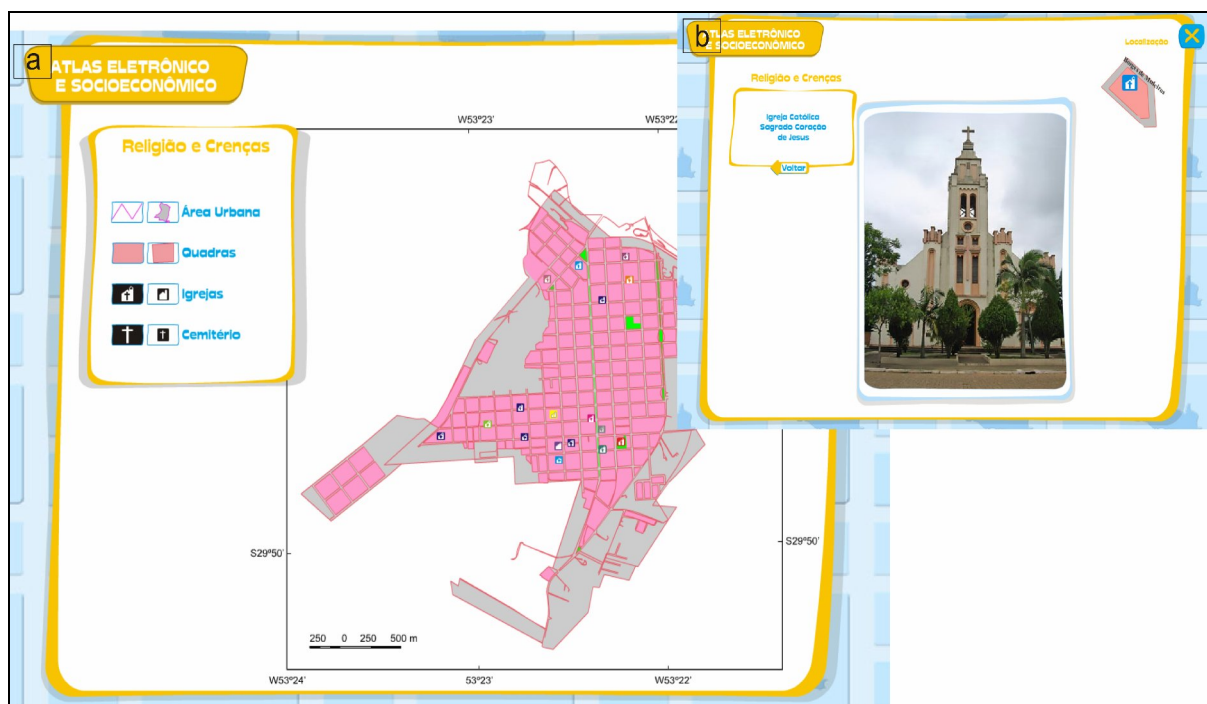 a
ATLAS ELETRÔNICO
E SOCIOECONÔMICO
Religião e Crenças
Área Urbana
Quadras
Igrejas
Cemitério
W53º23'
W53º22
S29º50'
S29º50'
250 0 250 500 m
W53º24'
53º23'
W53º22'
b
TLAS ELETRÔNICO
E SOCIOECONÔMICO
Religião e Crenças
Igreja Católica
Sagrado Coração
de Jesus
Voltar
Localização